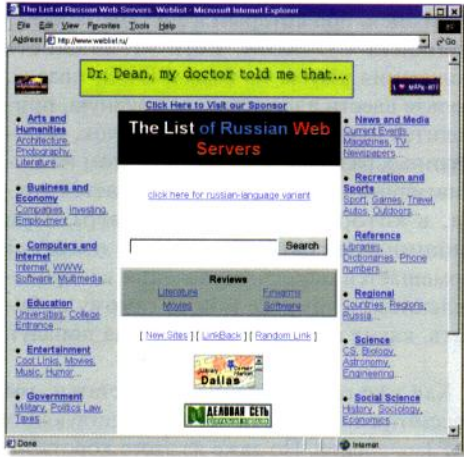 The List of Russian Web Servers. Weblist - Microsoft Internet Explorer
File Edit View Favorites Tools Help
Address http://www.weblist.ru/ Go
Dr. Dean, my doctor told me that...
Click Here to Visit our Sponsor
The List of Russian Web
Servers
click here for russian-language variant
Search
Reviews
Literature Firearms
Movies Software
[ New Sites ] [ LinkBack ] [ Random Link ]
Dallas
ДЕЛОВАЯ СЕТЬ
Arts and
Humanities
Architecture,
Photography,
Literature...
Business and
Economy
Companies, Investing,
Employment...
Computers and
Internet
Internet, WWW,
Software, Multimedia...
Education
Universities, College
Entrance...
Entertainment
Cool Links, Movies,
Music, Humor...
Government
Military, Politics Law,
Taxes...
News and Media
Current Events,
Magazines, TV,
Newspapers...
Recreation and
Sports
Sport, Games, Travel,
Autos, Outdoors...
Reference
Libraries,
Dictionaries, Phone
numbers...
Regional
Countries, Regions,
Russia...
Science
CS, Biology,
Astronomy,
Engineering...
Social Science
History, Sociology,
Economics...
Done Internet